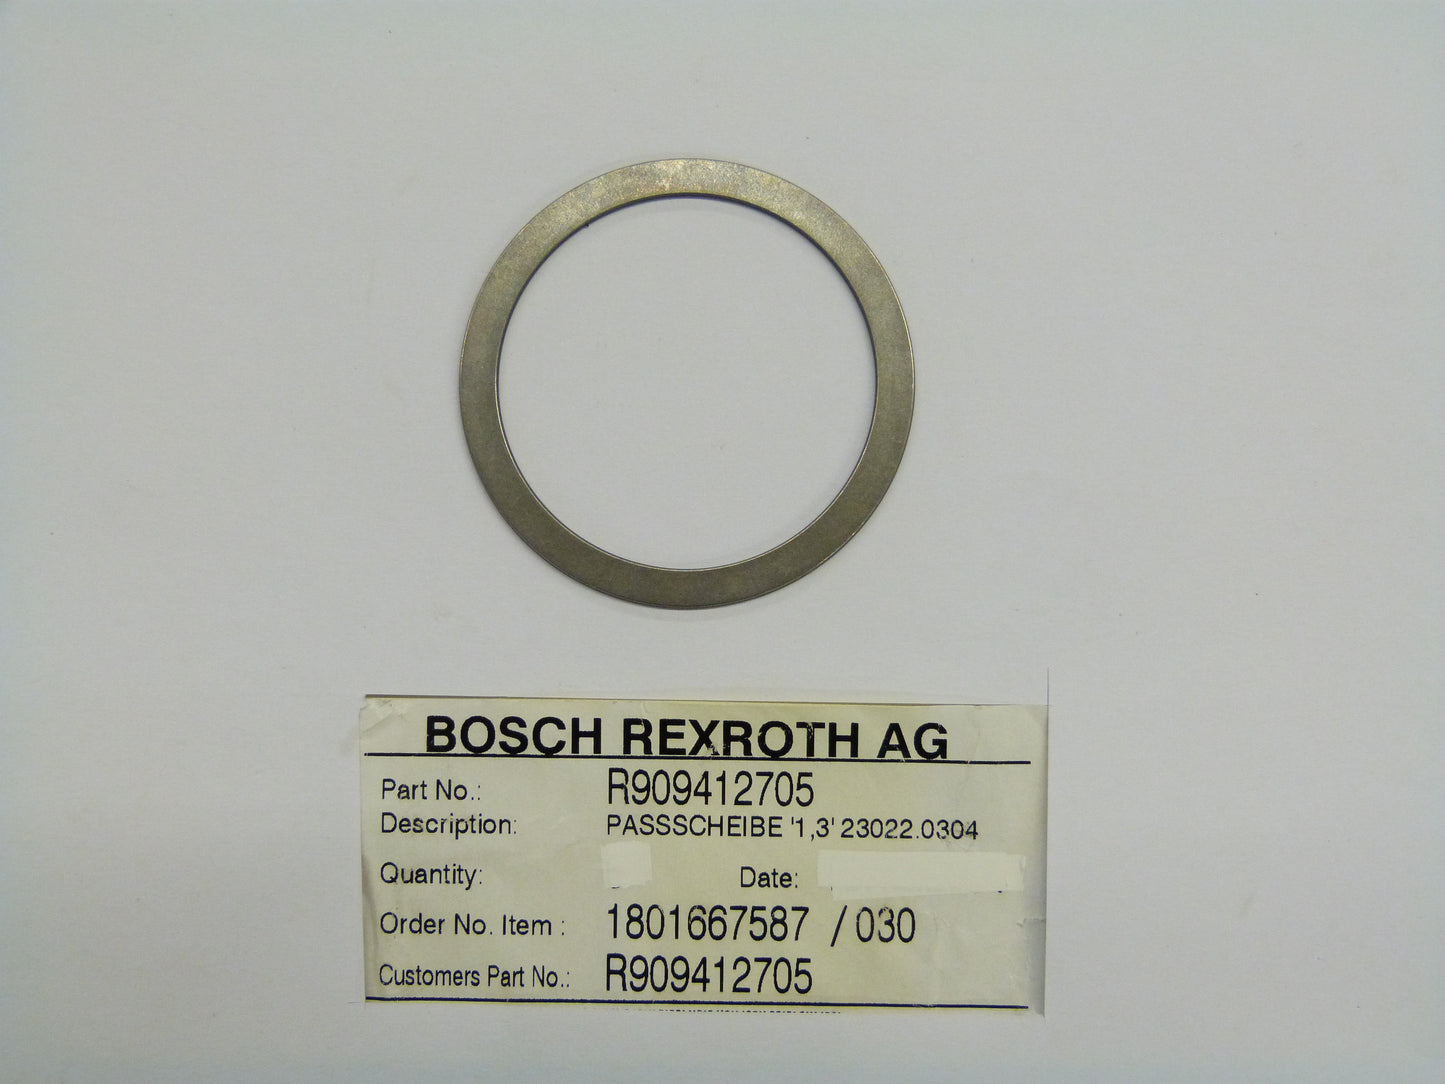 BOSCH REXROTH AG
Part No.: R909412705
Description: PASSSCHEIBE '1,3' 23022.0304
Quantity: Date:
Order No. Item : 1801667587 /030
Customers Part No.: R909412705